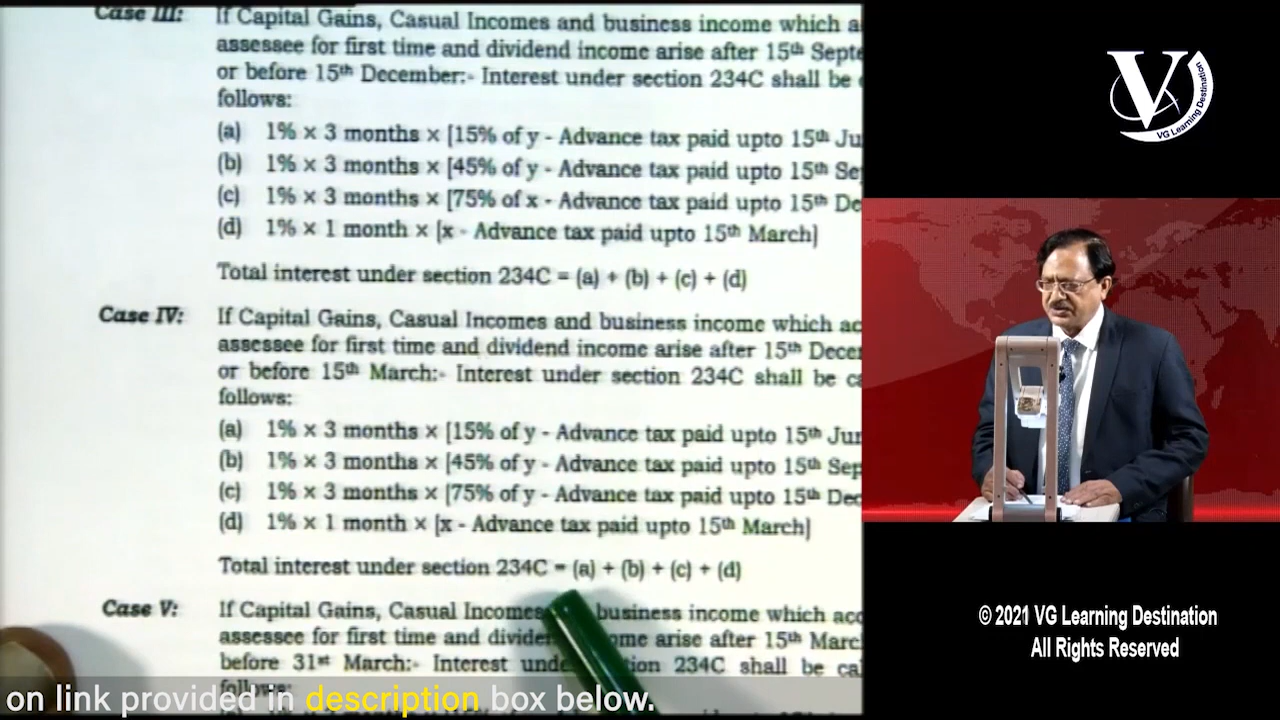 Case III: If Capital Gains, Casual Incomes and business income which a
assessee for first time and dividend income arise after 15th Septe
or before 15th December:- Interest under section 234C shall be
follows:
(a) 1% × 3 months × [15% of y - Advance tax paid upto 15th Ju
(b) 1% × 3 months × [45% of y - Advance tax paid upto 15th Se
(c) 1% × 3 months × [75% of x - Advance tax paid upto 15th De
(d) 1% × 1 month × [x - Advance tax paid upto 15th March]
Total interest under section 234C = (a) + (b) + (c) + (d)
Case IV: If Capital Gains, Casual Incomes and business income which ac
assessee for first time and dividend income arise after 15th Decem
or before 15th March:- Interest under section 234C shall be ca
follows:
(a) 1% × 3 months × [15% of y - Advance tax paid upto 15th Jun
(b) 1% × 3 months × [45% of y - Advance tax paid upto 15th Sep
(c) 1% × 3 months × [75% of y - Advance tax paid upto 15th Dec
(d) 1% × 1 month × [x - Advance tax paid upto 15th March]
Total interest under section 234C = (a) + (b) + (c) + (d)
Case V: If Capital Gains, Casual Incomes business income which acc
assessee for first time and arise after 15th Marc
before 31st March:- Interest 234C shall be cal
follows:
on link provided in description box below.
V
VG Learning Destination
© 2021 VG Learning Destination
All Rights Reserved